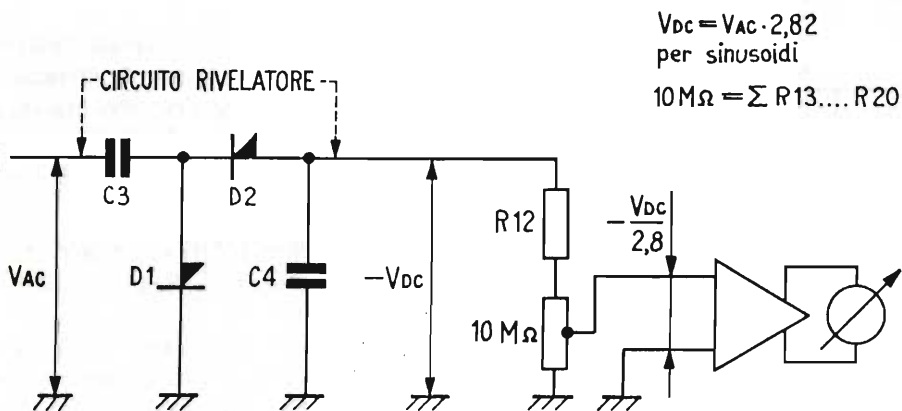 VDC = VAC · 2,82
per sinusoidi
10 MΩ = Σ R13.... R20
CIRCUITO RIVELATORE
C3
D2
R12
− VDC
2,8
VAC
D1
C4
−VDC
10 MΩ